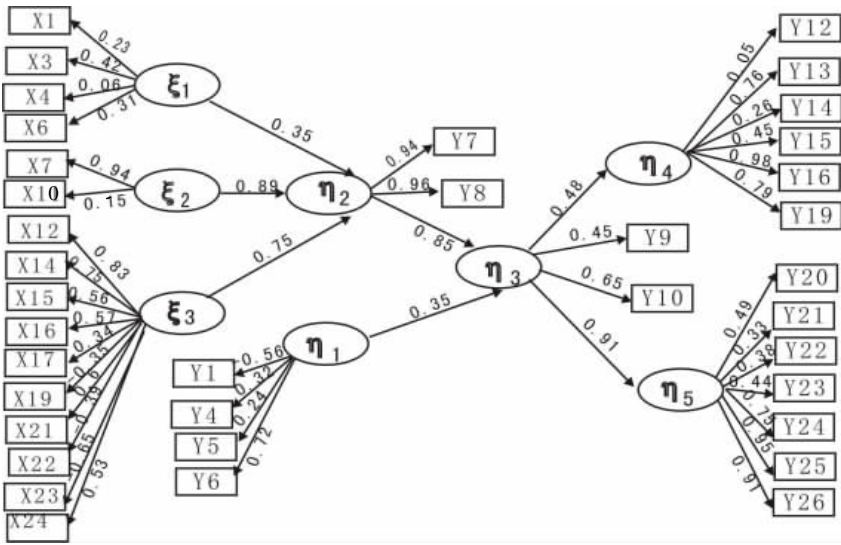 X1
0.23
X3
0.42
X4
0.06
X6
0.31
ξ1
0.35
X7
0.94
X10
0.15
ξ2
0.89
η2
0.94
Y7
0.96
Y8
X12
0.83
X14
0.75
X15
0.56
X16
0.57
X17
0.34
X19
0.35
X21
X22
-0.39
X23
-0.65
X24
0.53
ξ3
0.75
η1
0.35
Y1
-0.56
Y4
0.32
Y5
0.24
Y6
0.72
0.85
η3
0.45
Y9
0.65
Y10
0.48
η4
0.05
Y12
0.76
Y13
0.26
Y14
0.45
Y15
0.98
Y16
0.79
Y19
0.91
η5
0.49
Y20
0.33
Y21
0.38
Y22
0.44
Y23
0.75
Y24
0.95
Y25
0.91
Y26